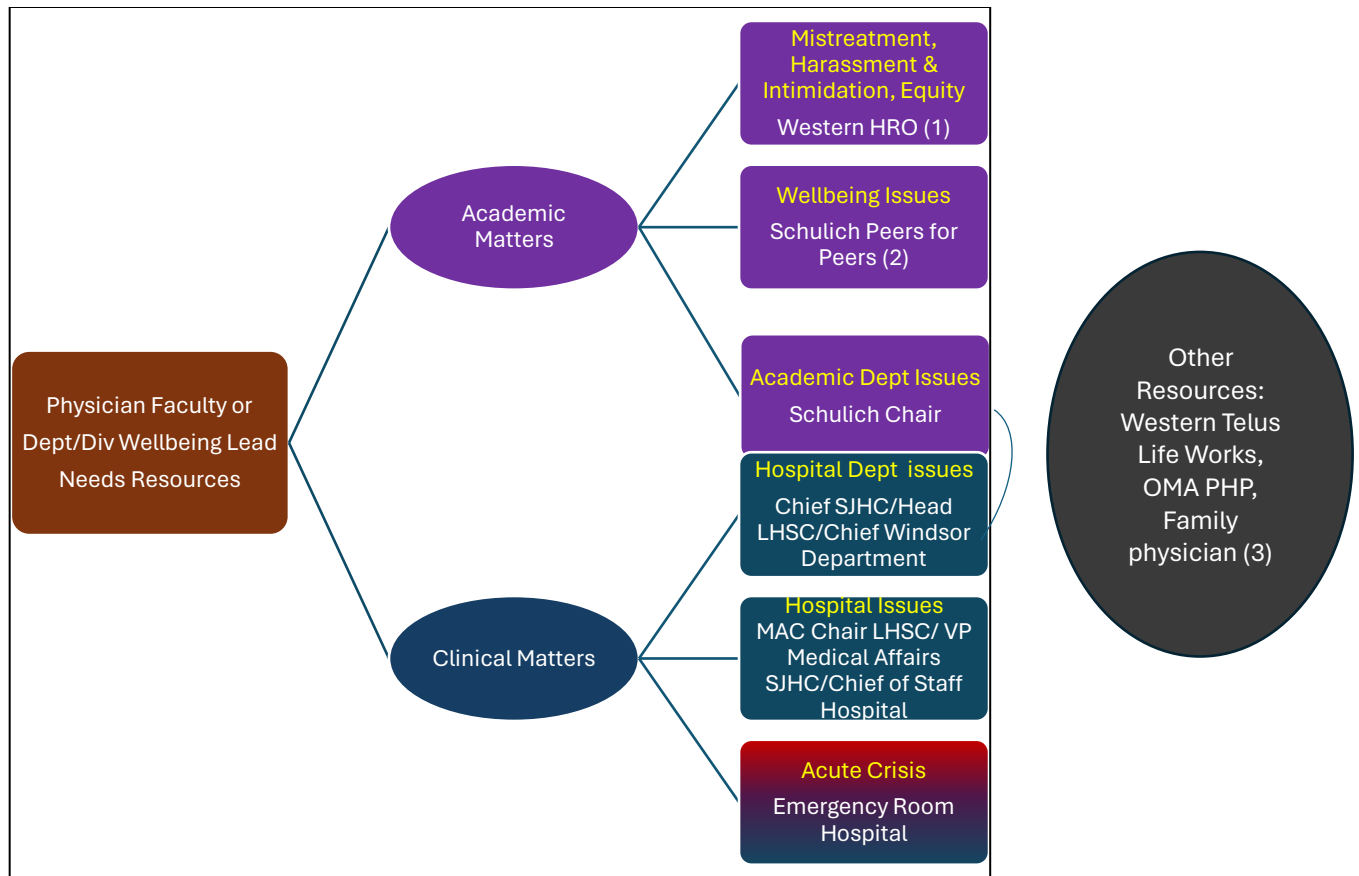 Physician Faculty or
Dept/Div Wellbeing Lead
Needs Resources
Academic
Matters
Clinical Matters
Mistreatment,
Harassment &
Intimidation, Equity
Western HRO (1)
Wellbeing Issues
Schulich Peers for
Peers (2)
Academic Dept Issues
Schulich Chair
Hospital Dept issues
Chief SJHC/Head
LHSC/Chief Windsor
Department
Hospital Issues
MAC Chair LHSC/ VP
Medical Affairs
SJHC/Chief of Staff
Hospital
Acute Crisis
Emergency Room
Hospital
Other
Resources:
Western Telus
Life Works,
OMA PHP,
Family
physician (3)